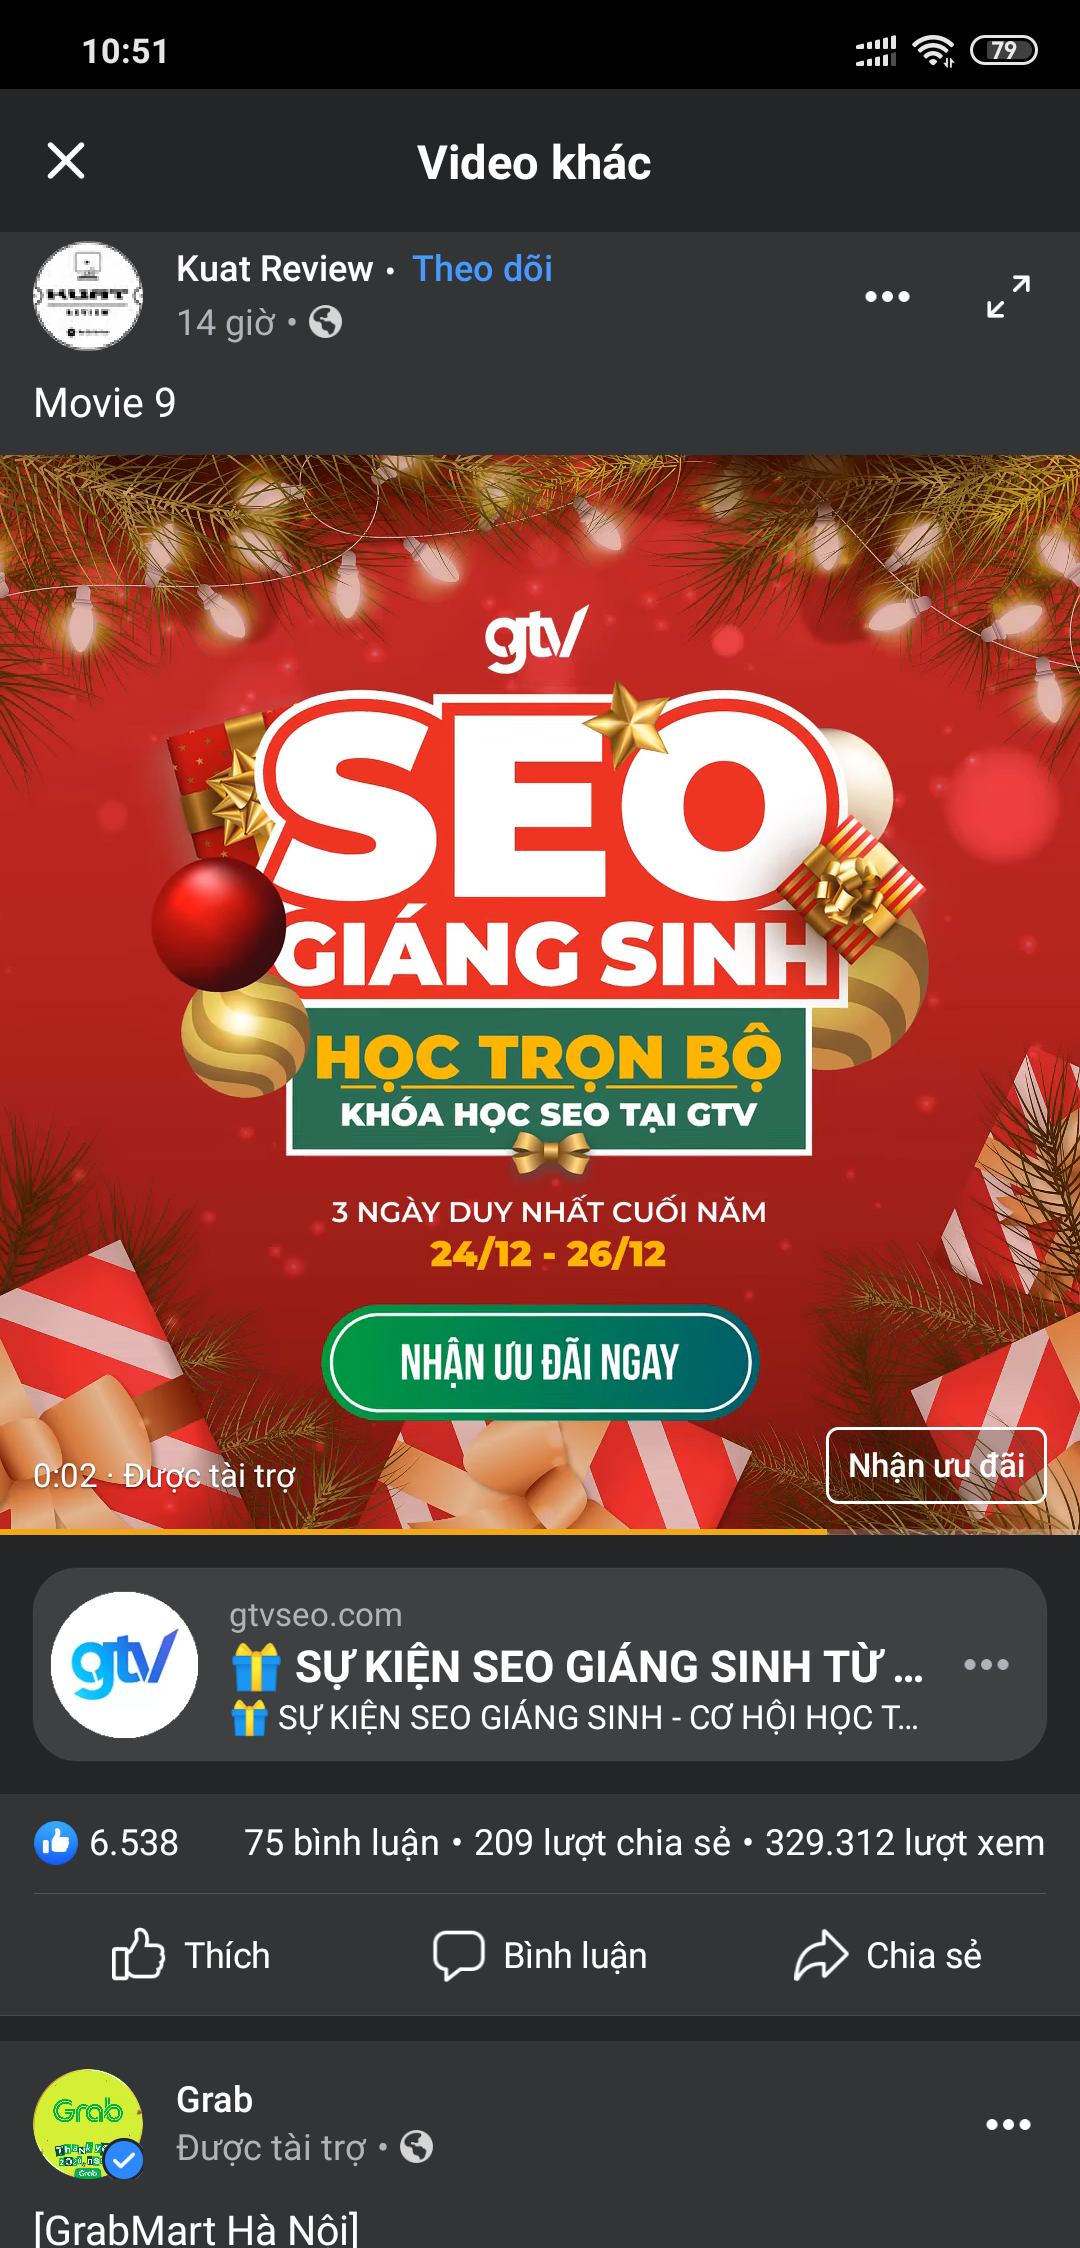 10:51
79
Video khác
Kuat Review • Theo dõi
14 giờ •
KUAT
REVIEW
Movie 9
gtv
SEO
GIÁNG SINH
HỌC TRỌN BỘ
KHÓA HỌC SEO TẠI GTV
3 NGÀY DUY NHẤT CUỐI NĂM
24/12 - 26/12
NHẬN ƯU ĐÃI NGAY
0:02 · Được tài trợ
Nhận ưu đãi
gtv
gtvseo.com
SỰ KIỆN SEO GIÁNG SINH TỪ ...
SỰ KIỆN SEO GIÁNG SINH - CƠ HỘI HỌC T...
6.538
75 bình luận • 209 lượt chia sẻ • 329.312 lượt xem
Thích
Bình luận
Chia sẻ
Grab
Grab
Được tài trợ •
[GrabMart Hà Nội]